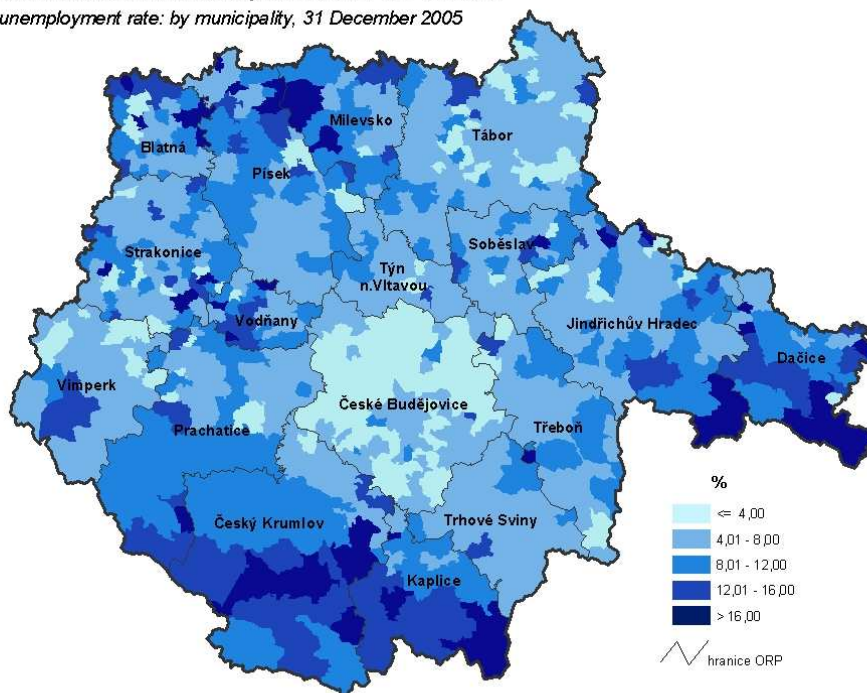 unemployment rate: by municipality, 31 December 2005
Milevsko
Tábor
Blatná
Písek
Strakonice
Soběslav
Týn
n.Vltavou
Vodňany
Jindřichův Hradec
Dačice
Vimperk
České Budějovice
Prachatice
Třeboň
%
<= 4,00
4,01 - 8,00
8,01 - 12,00
12,01 - 16,00
> 16,00
Český Krumlov
Trhové Sviny
Kaplice
hranice ORP